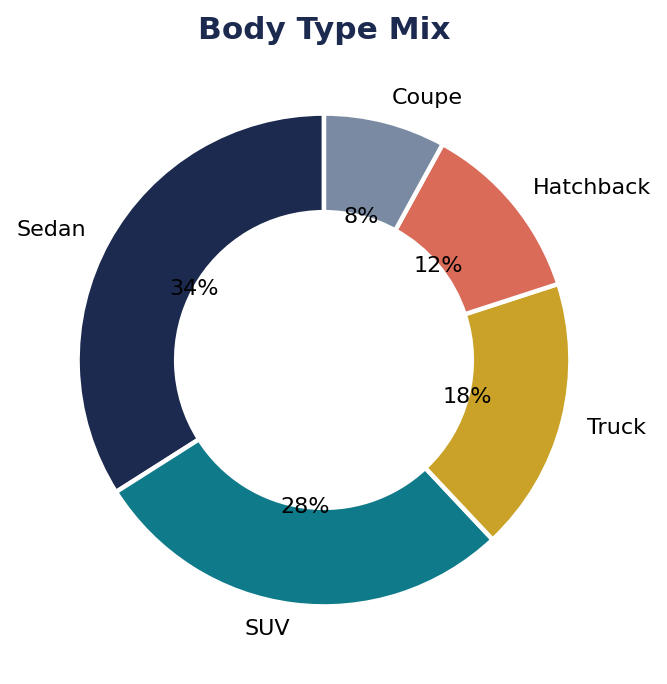 Body Type Mix
Coupe
Hatchback
Sedan
8%
12%
34%
18%
Truck
28%
SUV